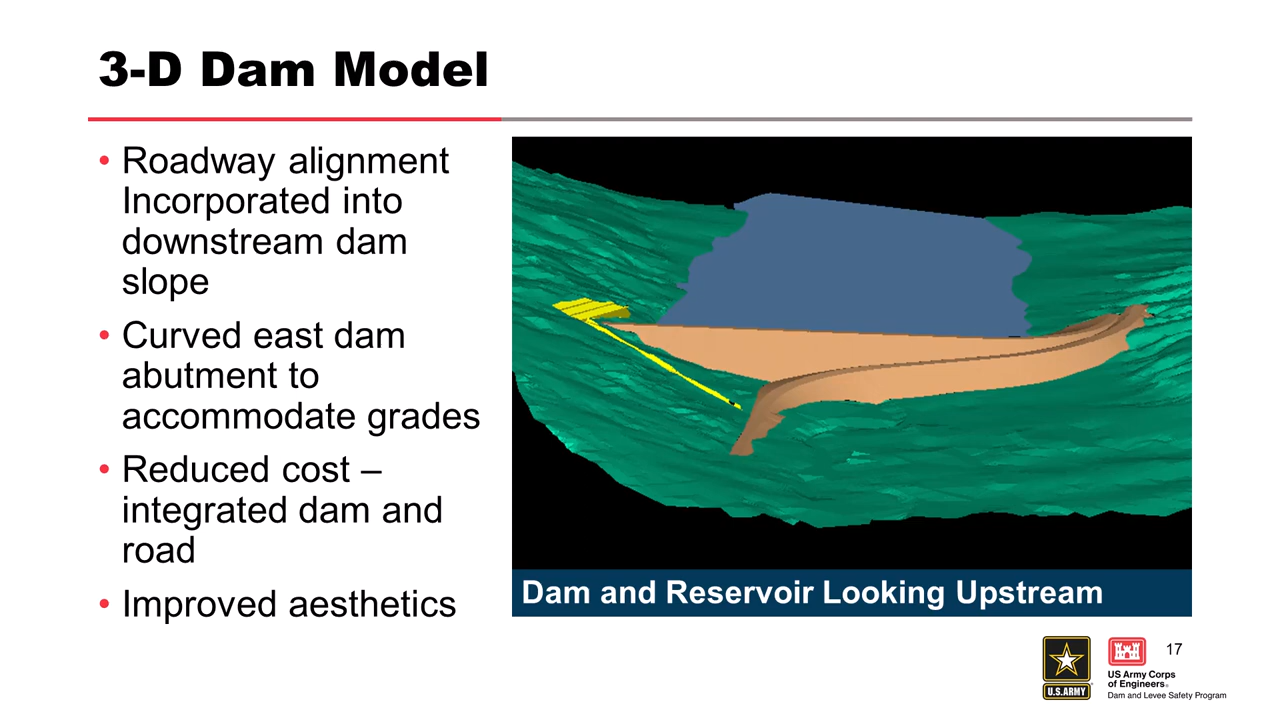 3-D Dam Model
• Roadway alignment
Incorporated into
downstream dam
slope
• Curved east dam
abutment to
accommodate grades
• Reduced cost –
integrated dam and
road
• Improved aesthetics
Dam and Reservoir Looking Upstream
U.S.ARMY
US Army Corps
of Engineers®
Dam and Levee Safety Program
17